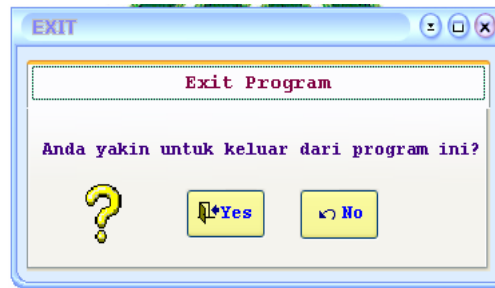 EXIT
Exit Program
Anda yakin untuk keluar dari program ini?
Yes
No